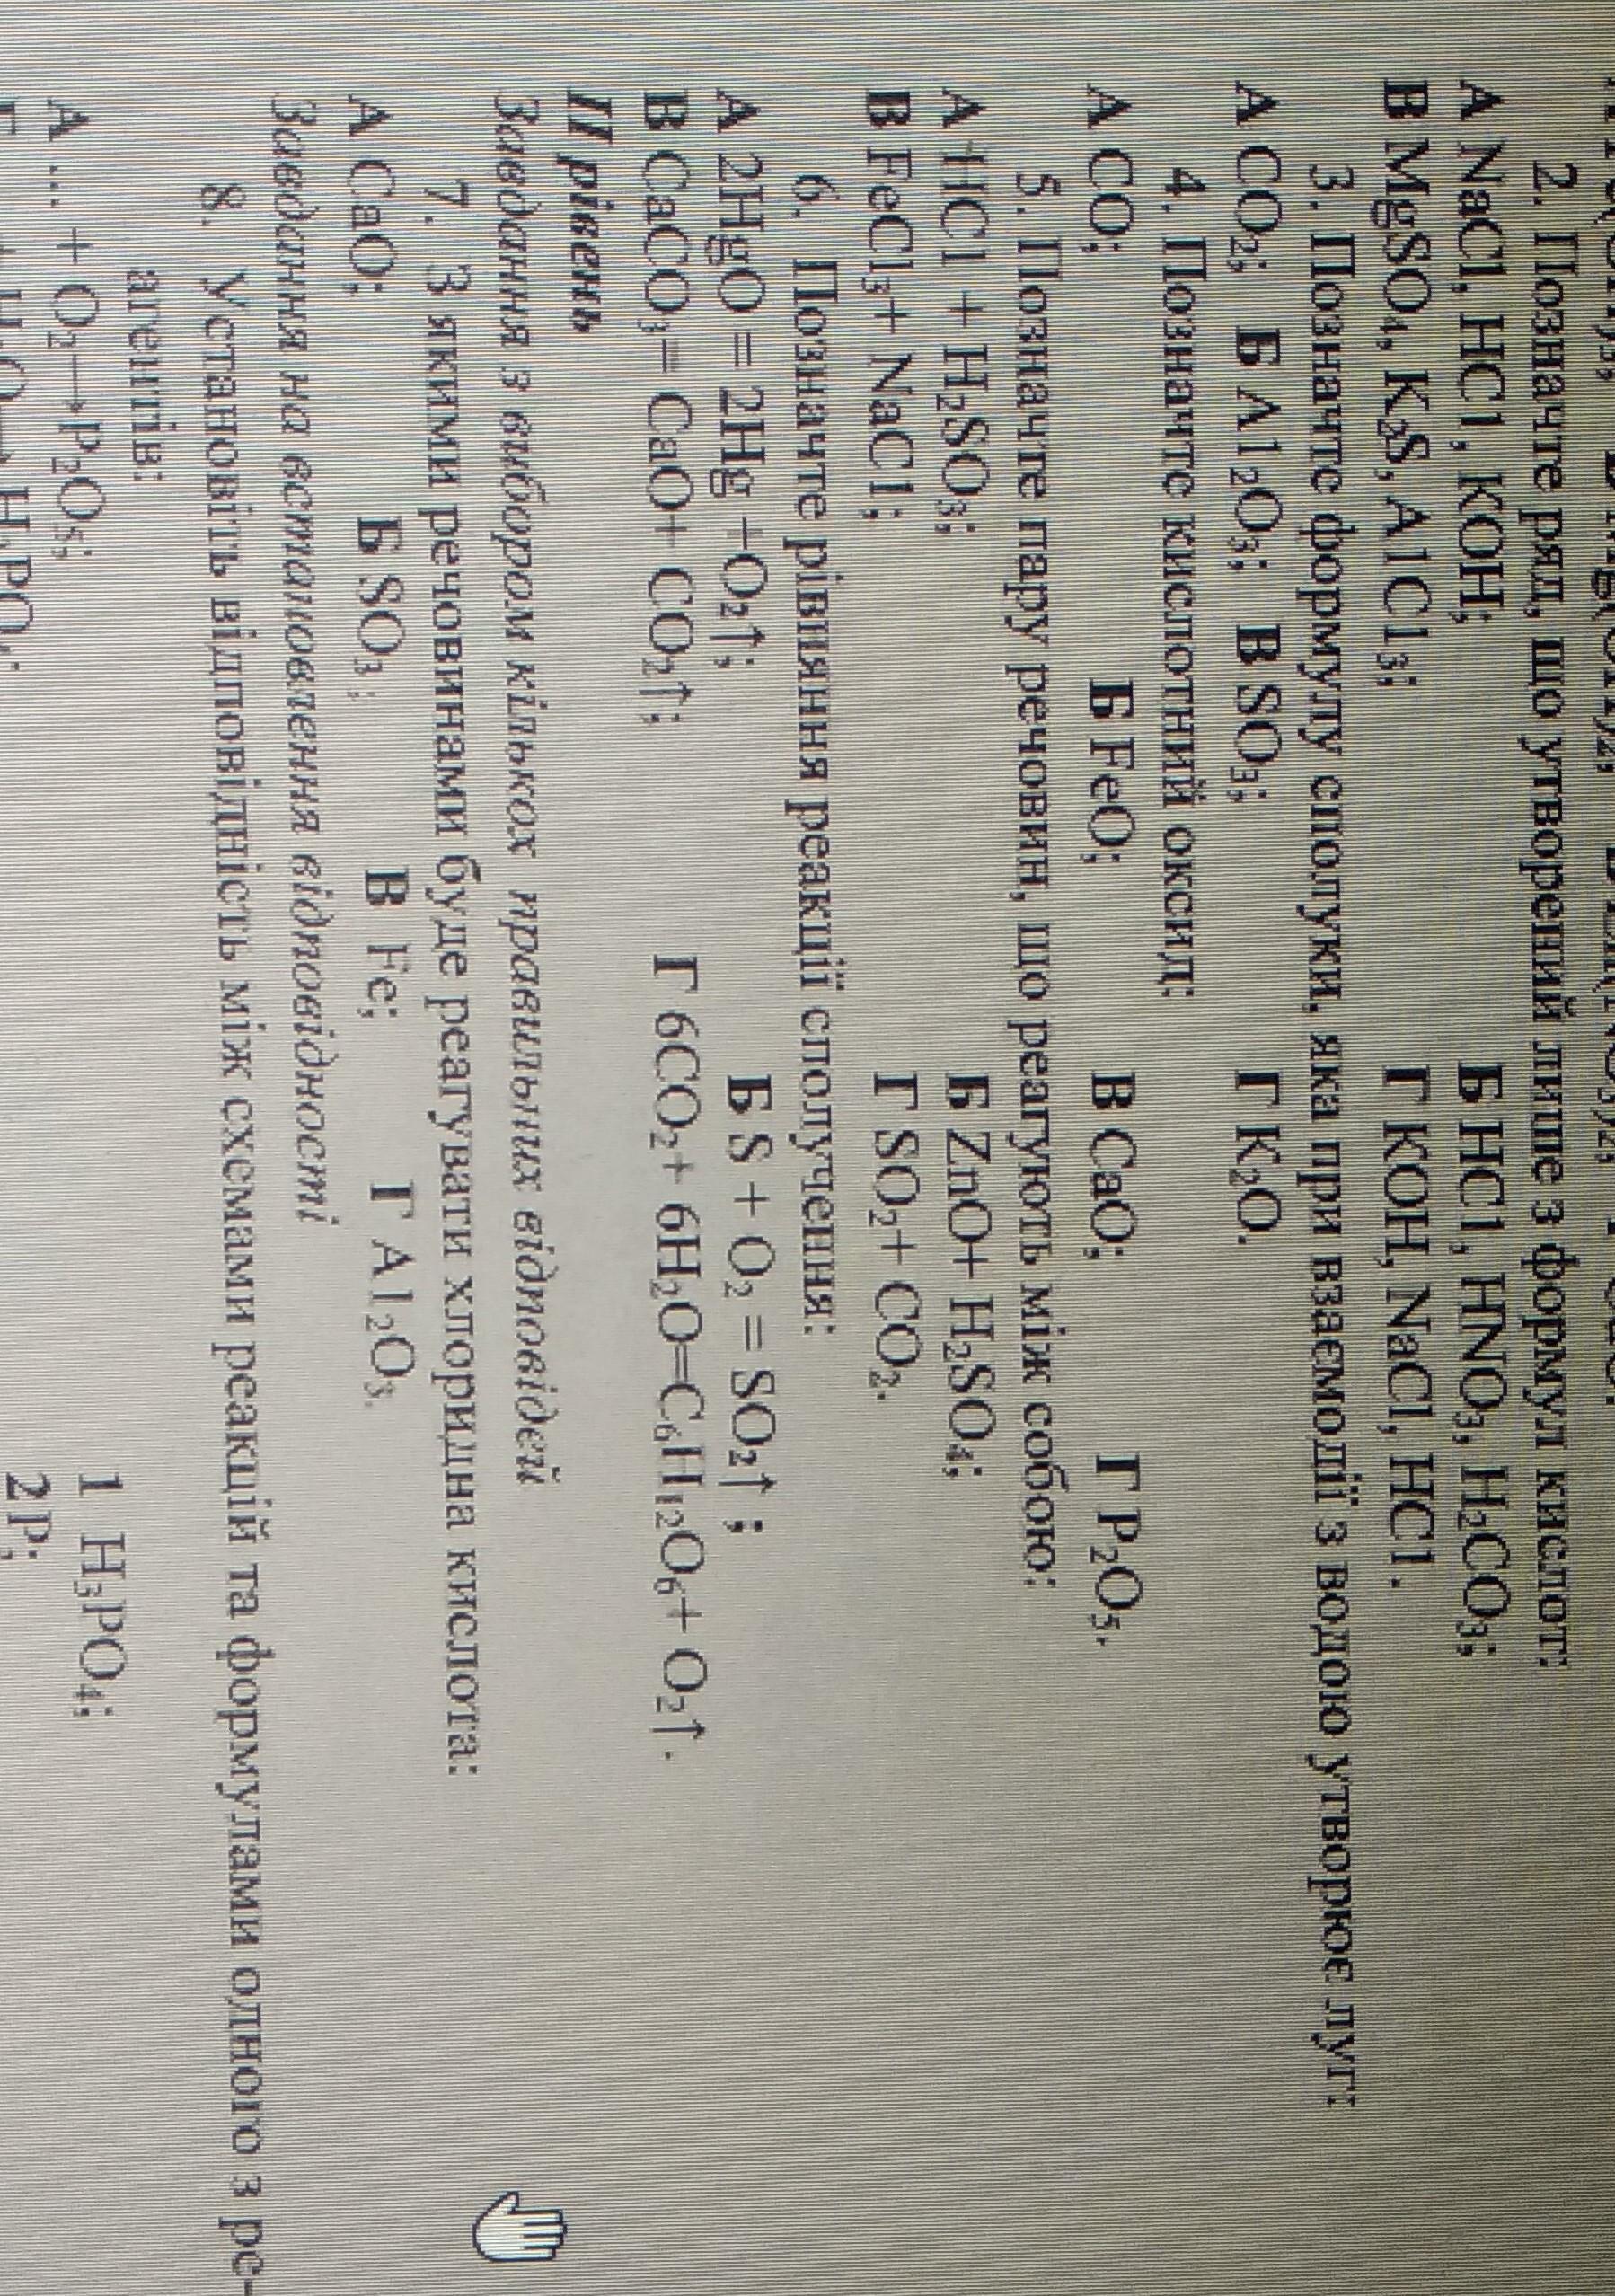 2. Позначте ряд, що утворений лише з формул кислот:
А NaCl, HCl, KOH; Б HCl, HNO3, H2CO3;
В MgSO4, K2S, AlCl3; Г KOH, NaCl, HCl.
3. Позначте формулу сполуки, яка при взаємодії з водою утворює луг:
А CO2; Б Al2O3; В SO3; Г K2O.
4. Позначте кислотний оксид:
А CO; Б FeO; В CaO; Г P2O5.
5. Позначте пару речовин, що реагують між собою:
А HCl + H2SO3; Б ZnO+ H2SO4;
В FeCl3+ NaCl; Г SO2+ CO2.
6. Позначте рівняння реакції сполучення:
А 2HgO = 2Hg +O2↑; Б S + O2 = SO2↑ ;
В CaCO3= CaO+ CO2↑; Г 6CO2+ 6H2O=C6H12O6+ O2↑.
II рівень
Завдання з вибором кількох правильних відповідей
7. З якими речовинами буде реагувати хлоридна кислота:
А CaO; Б SO3; В Fe; Г Al2O3.
Завдання на встановлення відповідності
8. Установіть відповідність між схемами реакцій та формулами одного з ре-
агентів:
А ... + O2→P2O5; 1 H3PO4;
2 P;